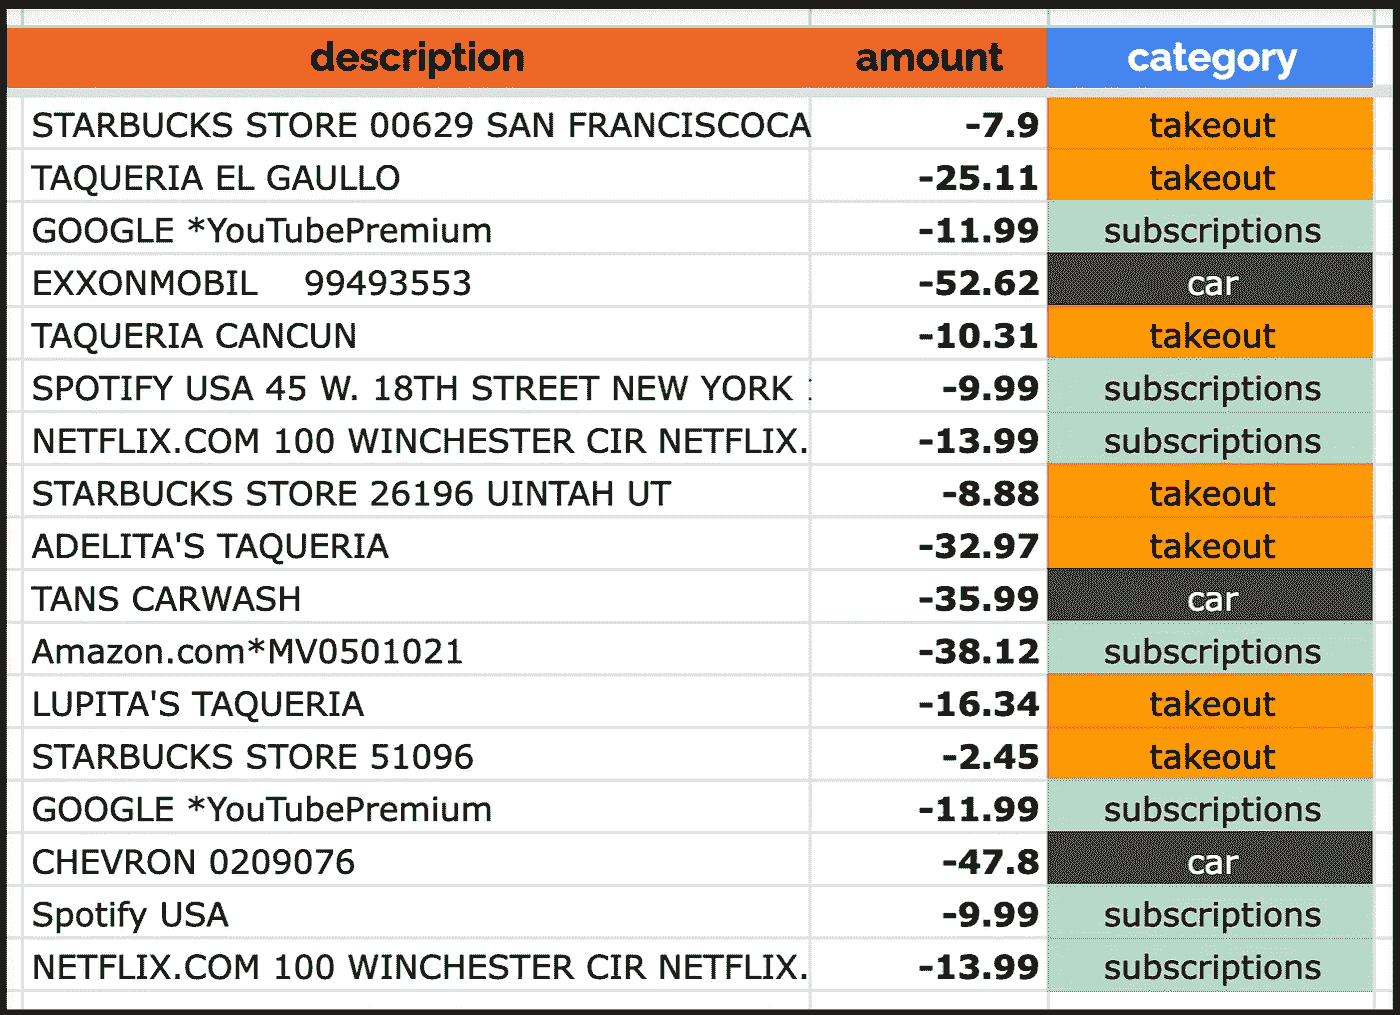 description amount category
STARBUCKS STORE 00629 SAN FRANCISCOCA -7.9 takeout
TAQUERIA EL GAULLO -25.11 takeout
GOOGLE *YouTubePremium -11.99 subscriptions
EXXONMOBIL 99493553 -52.62 car
TAQUERIA CANCUN -10.31 takeout
SPOTIFY USA 45 W. 18TH STREET NEW YORK -9.99 subscriptions
NETFLIX.COM 100 WINCHESTER CIR NETFLIX. -13.99 subscriptions
STARBUCKS STORE 26196 UINTAH UT -8.88 takeout
ADELITA'S TAQUERIA -32.97 takeout
TANS CARWASH -35.99 car
Amazon.com*MV0501021 -38.12 subscriptions
LUPITA'S TAQUERIA -16.34 takeout
STARBUCKS STORE 51096 -2.45 takeout
GOOGLE *YouTubePremium -11.99 subscriptions
CHEVRON 0209076 -47.8 car
Spotify USA -9.99 subscriptions
NETFLIX.COM 100 WINCHESTER CIR NETFLIX. -13.99 subscriptions